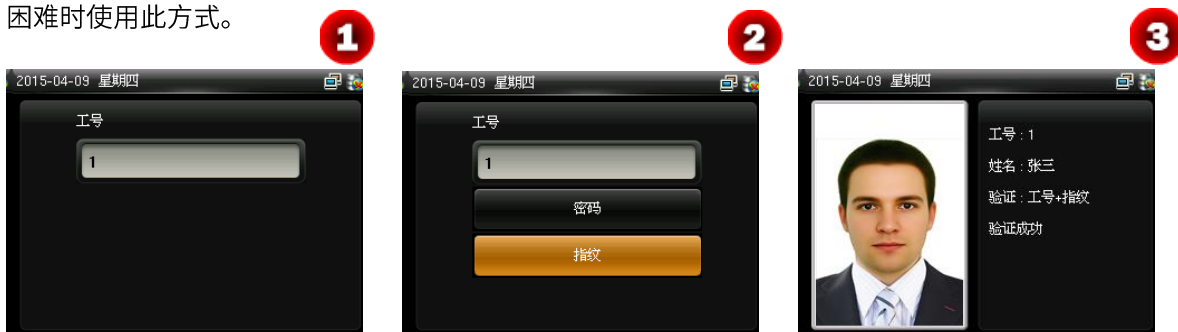 困难时使用此方式。
1
2
3
2015-04-09 星期四
工号
1
2015-04-09 星期四
工号
1
密码
指纹
2015-04-09 星期四
工号 : 1
姓名 : 张三
验证 : 工号+指纹
验证成功